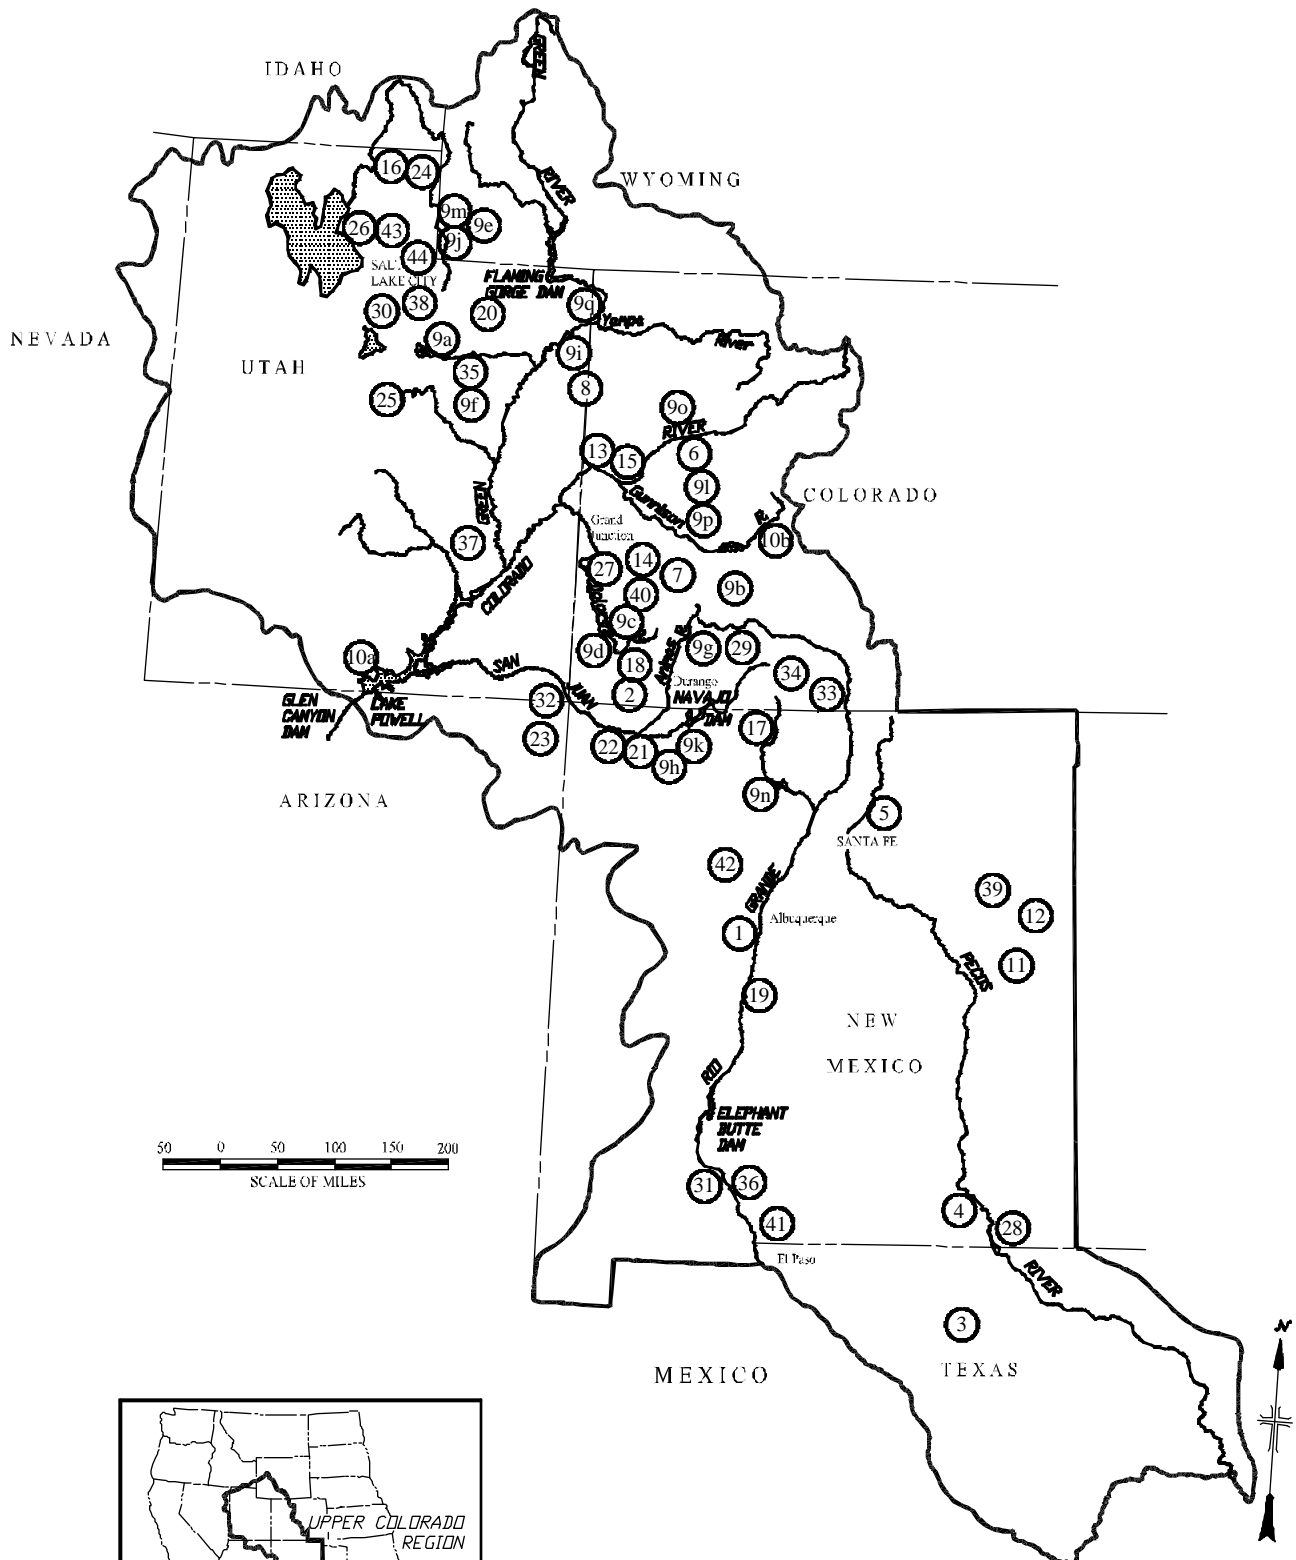 GREEN
IDAHO
16
24
RIVER
WYOMING
9m
9e
26
43
9j
44
SALT
LAKE CITY
FLAMING
GORGE DAM
9q
30
38
20
Yampa
River
NEVADA
9a
9i
UTAH
35
8
25
9f
9o
RIVER
13
15
6
9l
GREEN
Gunnison
COLORADO
9p
R.
Grand
Junction
10b
37
14
27
7
COLORADO
40
9b
9c
Animas R.
9g
29
10a
9d
SAN
18
34
Durango
JUAN
2
NAVAJO
DAM
33
GLEN
CANYON
DAM
LAKE
POWELL
32
17
23
22
21
9k
9h
ARIZONA
9n
5
SANTA FE
42
GRANDE
39
12
Albuquerque
1
PECOS
11
19
NEW
MEXICO
RIO
ELEPHANT
BUTTE
DAM
50 0 50 100 150 200
SCALE OF MILES
31
36
4
41
28
El Paso
RIVER
3
N
MEXICO
TEXAS
UPPER COLORADO
REGION